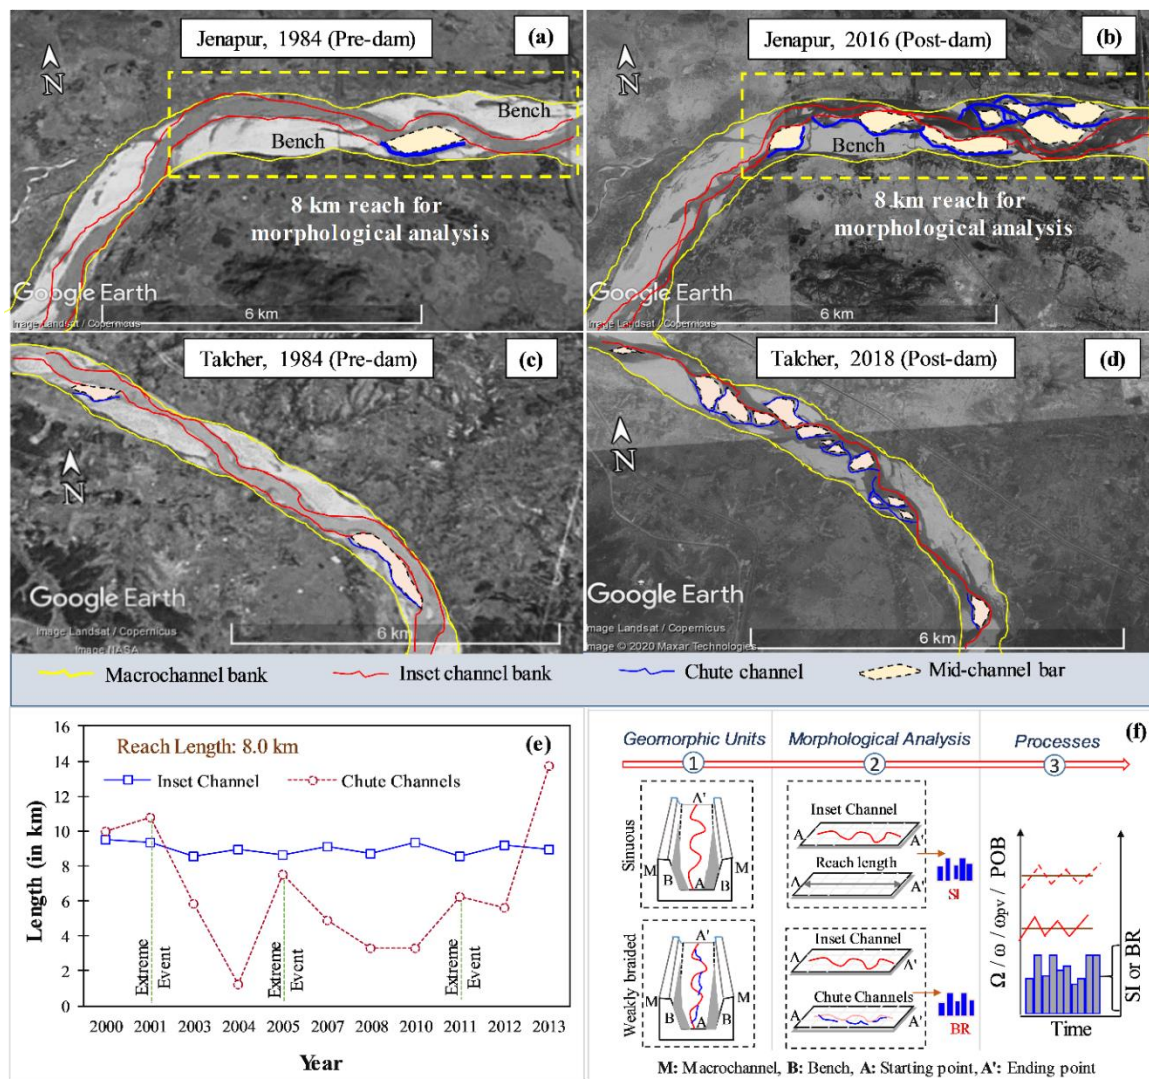 Jenapur, 1984 (Pre-dam)
(a)
N
Bench
Bench
8 km reach for
morphological analysis
Google Earth
Image Landsat / Copernicus
6 km
Jenapur, 2016 (Post-dam)
(b)
N
Bench
8 km reach for
morphological analysis
Google Earth
Image Landsat / Copernicus
6 km
Talcher, 1984 (Pre-dam)
(c)
N
Google Earth
Image Landsat / Copernicus
Image NASA
6 km
Talcher, 2018 (Post-dam)
(d)
N
Google Earth
Image Landsat / Copernicus
Image © 2020 Maxar Technologies
6 km
Macrochannel bank
Inset channel bank
Chute channel
Mid-channel bar
(e)
Reach Length: 8.0 km
Inset Channel
Chute Channels
Length (in km)
16
14
12
10
8
6
4
2
0
Extreme
Event
Extreme
Event
Extreme
Event
2000 2001 2003 2004 2005 2007 2008 2010 2011 2012 2013
Year
(f)
Geomorphic Units
Morphological Analysis
Processes
1
2
3
Sinuous
A'
M
B
A
B
M
Inset Channel
A
A'
Reach length
A
A'
SI
Weakly braided
A'
M
B
A
B
M
Inset Channel
A
A'
Chute Channels
A
A'
BR
Ω / ω / ωpv / POB
SI or BR
Time
M: Macrochannel, B: Bench, A: Starting point, A': Ending point